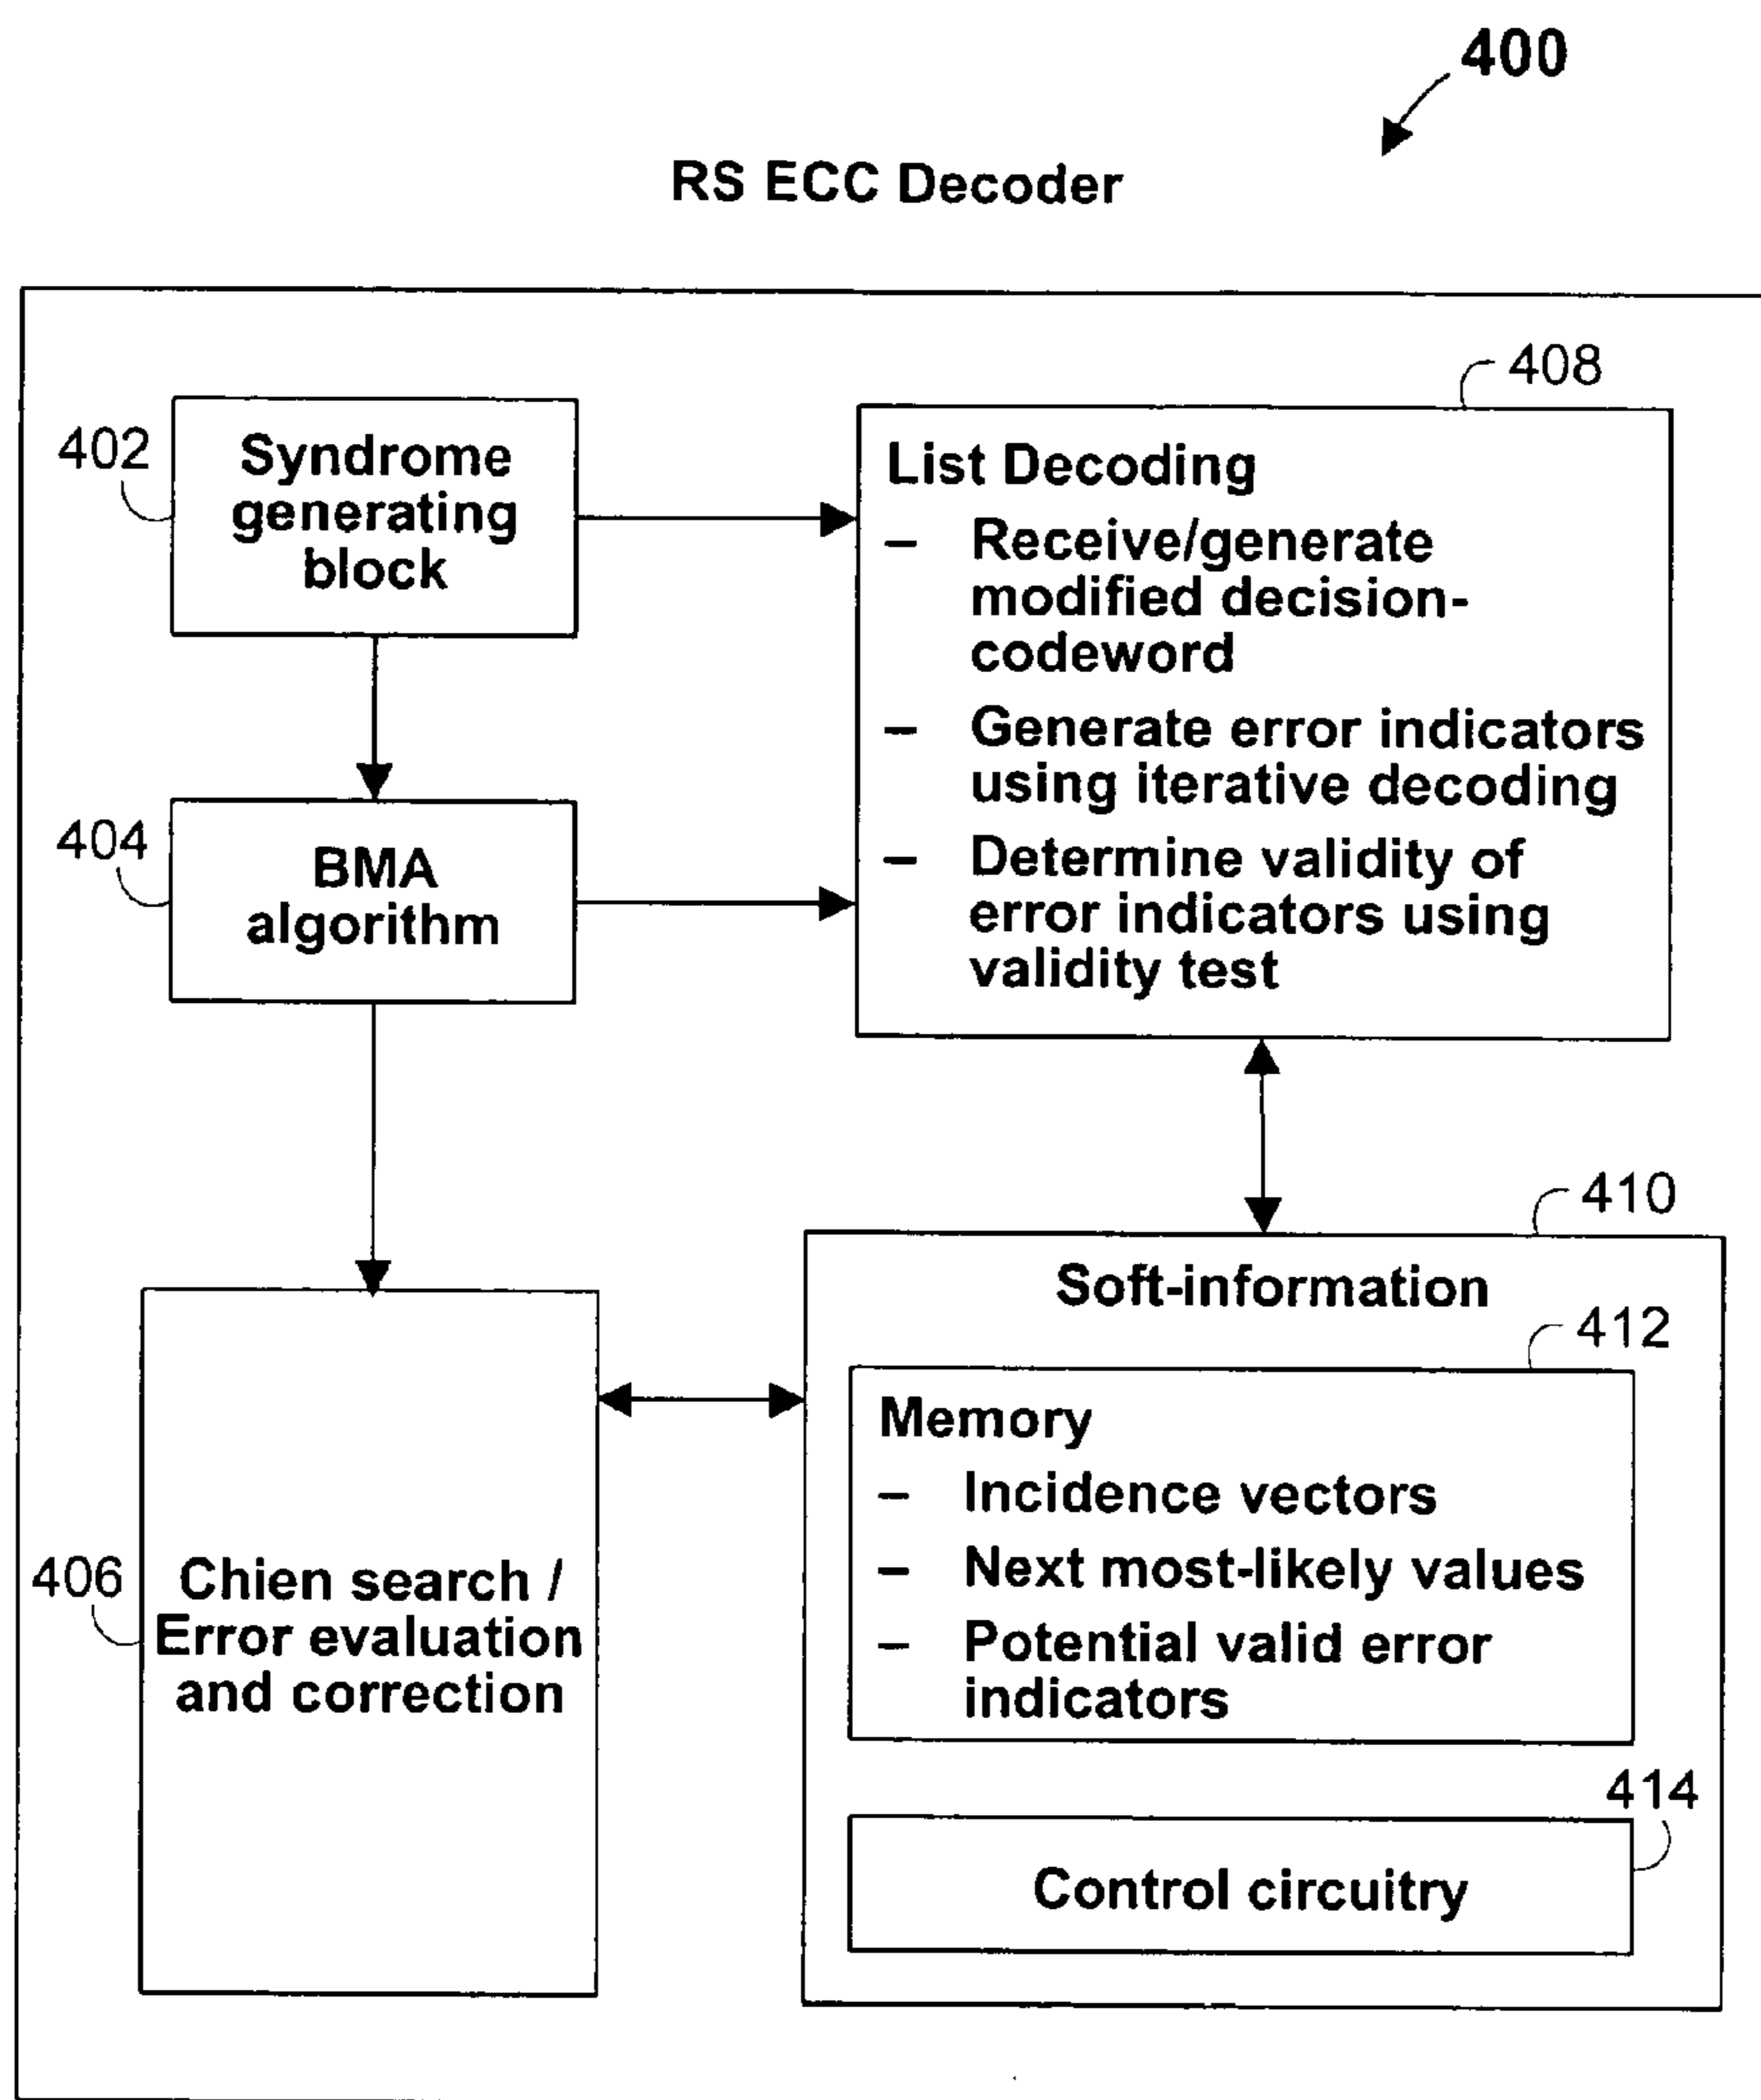 400
RS ECC Decoder
402
Syndrome
generating
block
404
BMA
algorithm
406
Chien search /
Error evaluation
and correction
408
List Decoding
– Receive/generate
modified decision-
codeword
– Generate error indicators
using iterative decoding
– Determine validity of
error indicators using
validity test
410
Soft-information
412
Memory
– Incidence vectors
– Next most-likely values
– Potential valid error
indicators
414
Control circuitry